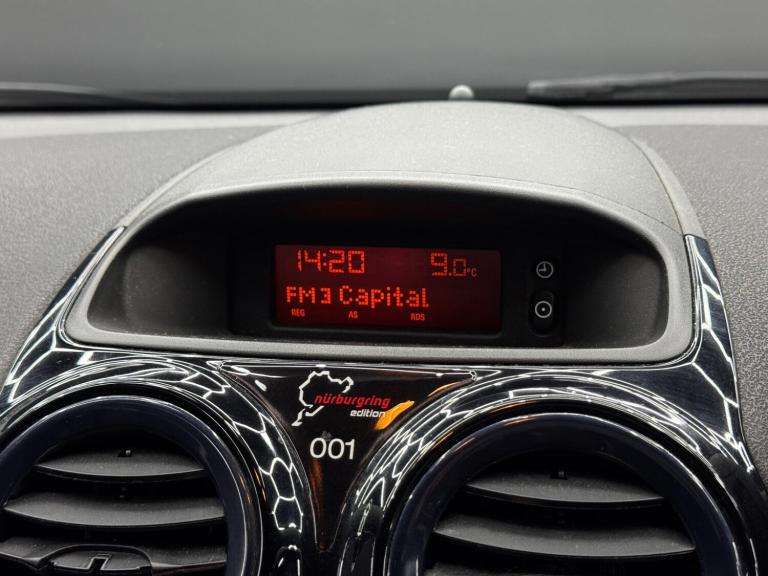 14:20 9.0°C
FM3 Capital
REG AS RDS
nürburgring
edition
001